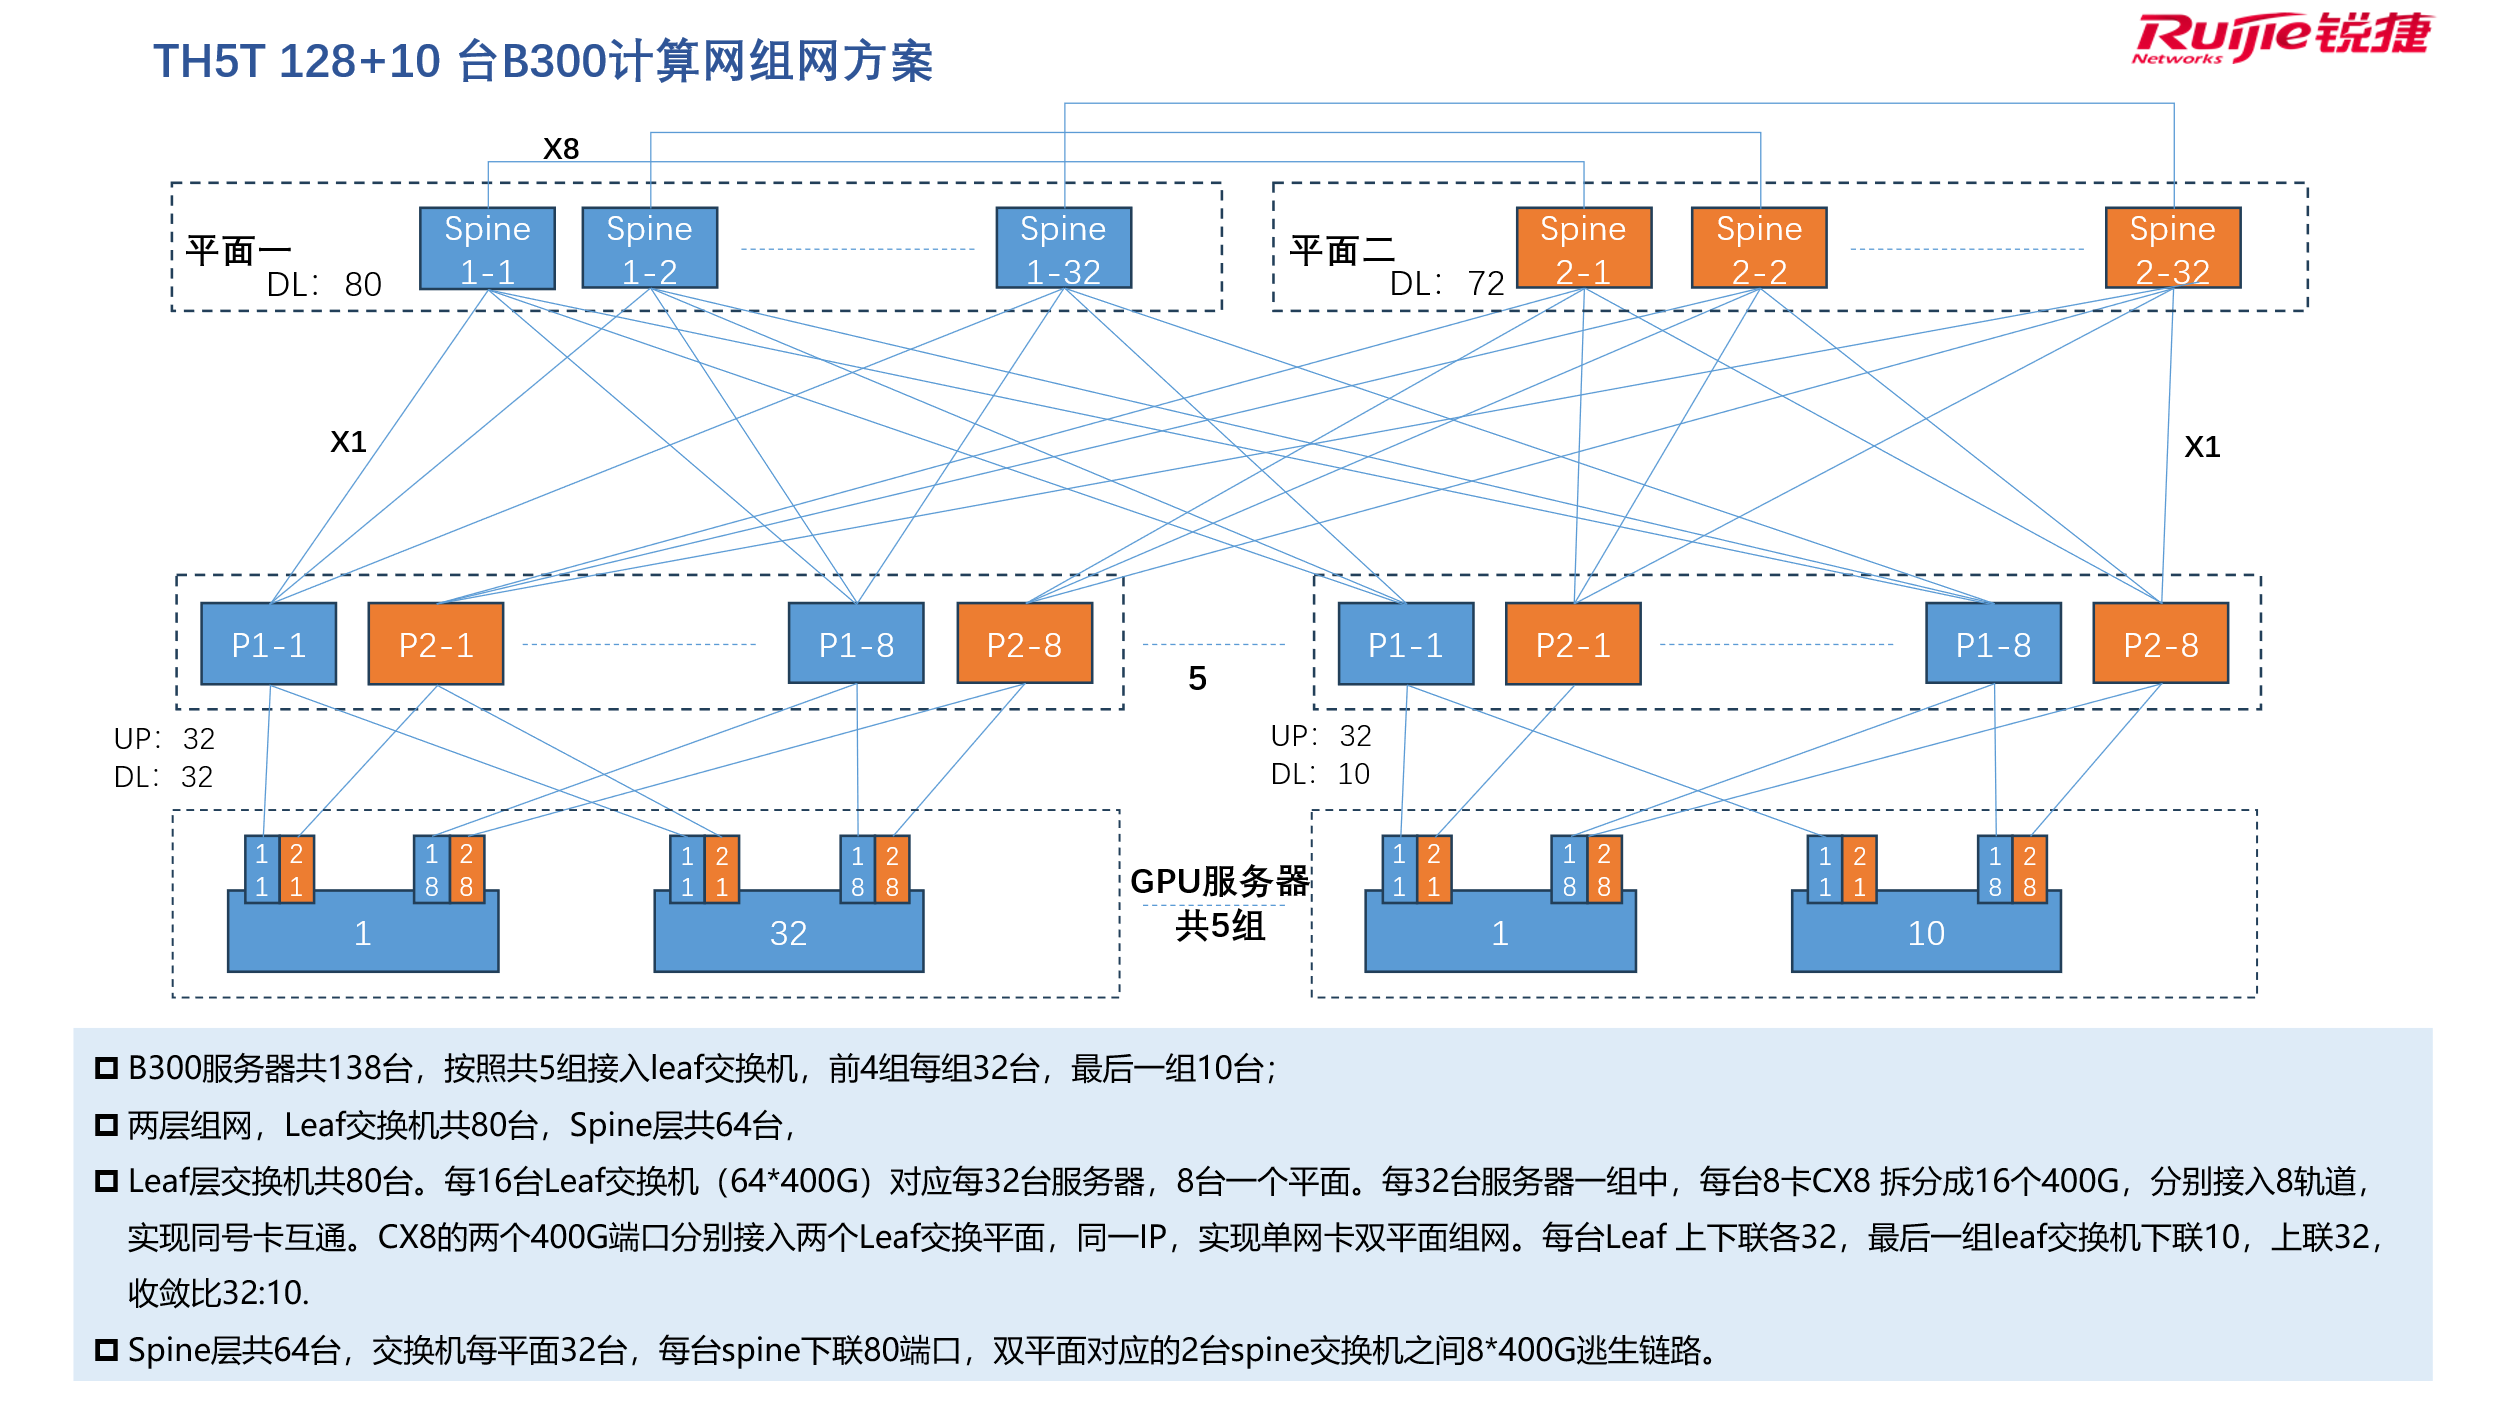 TH5T 128+10 台B300计算网组网方案
Ruijie锐捷
Networks
X8
平面一
DL： 80
Spine
1-1
Spine
1-2
Spine
1-32
平面二
DL： 72
Spine
2-1
Spine
2-2
Spine
2-32
X1
X1
P1-1
P2-1
P1-8
P2-8
5
P1-1
P2-1
P1-8
P2-8
UP： 32
DL： 32
UP： 32
DL： 10
1
1
2
1
1
8
2
8
1
1
1
2
1
1
8
2
8
32
GPU服务器
共5组
1
1
2
1
1
8
2
8
1
1
1
2
1
1
8
2
8
10
B300服务器共138台，按照共5组接入leaf交换机，前4组每组32台，最后一组10台；
两层组网，Leaf交换机共80台，Spine层共64台，
Leaf层交换机共80台。每16台Leaf交换机（64*400G）对应每32台服务器，8台一个平面。每32台服务器一组中，每台8卡CX8 拆分成16个400G，分别接入8轨道，
实现同号卡互通。CX8的两个400G端口分别接入两个Leaf交换平面，同一IP，实现单网卡双平面组网。每台Leaf 上下联各32，最后一组leaf交换机下联10，上联32，
收敛比32:10.
Spine层共64台，交换机每平面32台，每台spine下联80端口，双平面对应的2台spine交换机之间8*400G逃生链路。